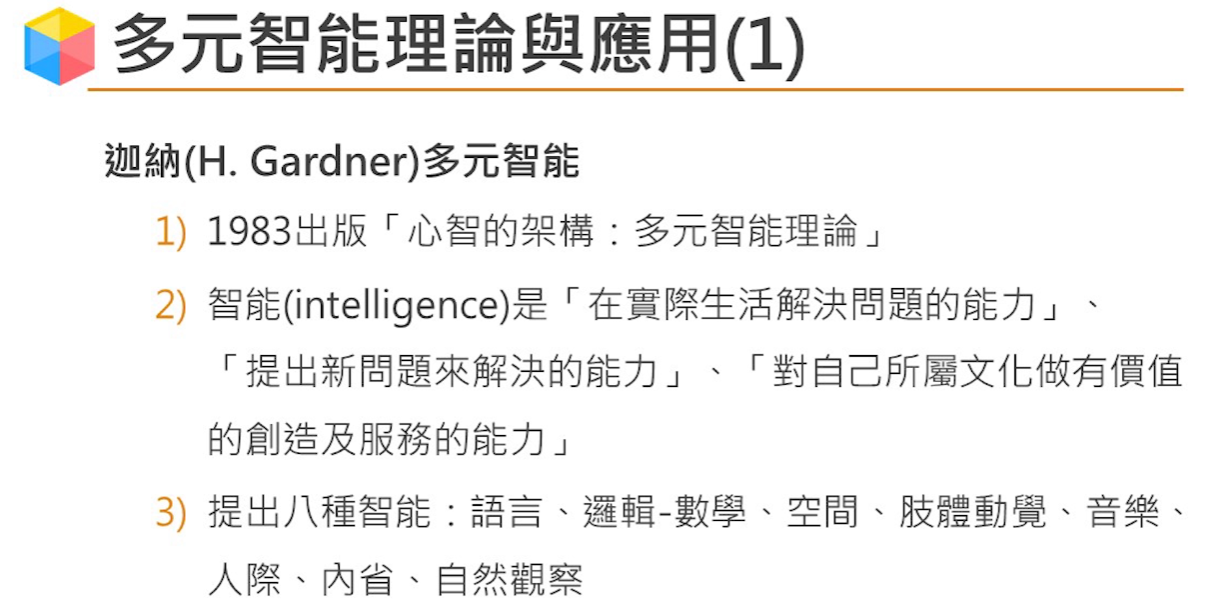 多元智能理論與應用(1)
迦納(H. Gardner)多元智能
1) 1983出版「心智的架構：多元智能理論」
2) 智能(intelligence)是「在實際生活解決問題的能力」、
「提出新問題來解決的能力」、「對自己所屬文化做有價值
的創造及服務的能力」
3) 提出八種智能：語言、邏輯-數學、空間、肢體動覺、音樂、
人際、內省、自然觀察